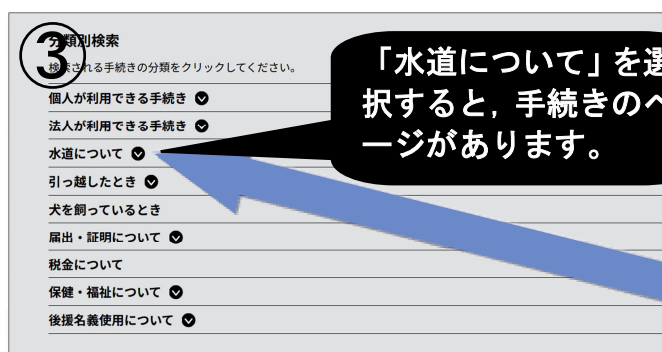 ③
分類別検索
検索される手続きの分類をクリックしてください。
「水道について」を選
択すると，手続きのペ
ージがあります。
個人が利用できる手続き
法人が利用できる手続き
水道について
引っ越したとき
犬を飼っているとき
届出・証明について
税金について
保健・福祉について
後援名義使用について